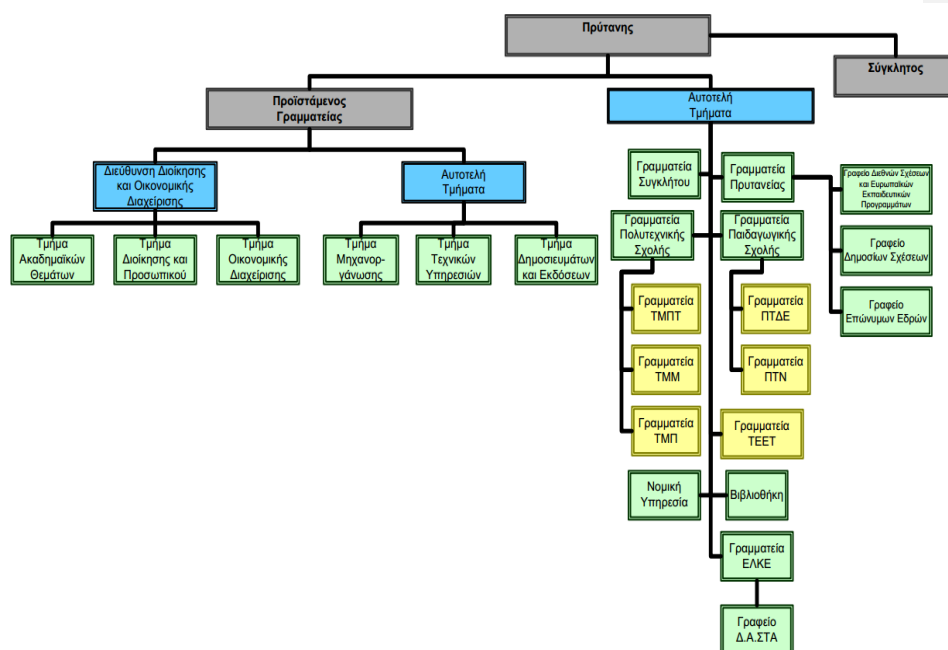 Πρύτανης
Σύγκλητος
Προϊστάμενος
Γραμματείας
Αυτοτελή
Τμήματα
Διεύθυνση Διοίκησης
και Οικονομικής
Διαχείρισης
Αυτοτελή
Τμήματα
Τμήμα
Ακαδημαϊκών
Θεμάτων
Τμήμα
Διοίκησης και
Προσωπικού
Τμήμα
Οικονομικής
Διαχείρισης
Τμήμα
Μηχανορ-
γάνωσης
Τμήμα
Τεχνικών
Υπηρεσιών
Τμήμα
Δημοσιευμάτων
και Εκδόσεων
Γραμματεία
Συγκλήτου
Γραμματεία
Πρυτανείας
Γραφείο Διεθνών Σχέσεων
και Ευρωπαϊκών
Εκπαιδευτικών
Προγραμμάτων
Γραμματεία
Πολυτεχνικής
Σχολής
Γραμματεία
Παιδαγωγικής
Σχολής
Γραφείο
Δημοσίων Σχέσεων
Γραφείο
Επώνυμων Εδρών
Γραμματεία
ΤΜΠΤ
Γραμματεία
ΠΤΔΕ
Γραμματεία
ΤΜΜ
Γραμματεία
ΠΤΝ
Γραμματεία
ΤΜΠ
Γραμματεία
ΤΕΕΤ
Νομική
Υπηρεσία
Βιβλιοθήκη
Γραμματεία
ΕΛΚΕ
Γραφείο
Δ.Α.ΣΤΑ